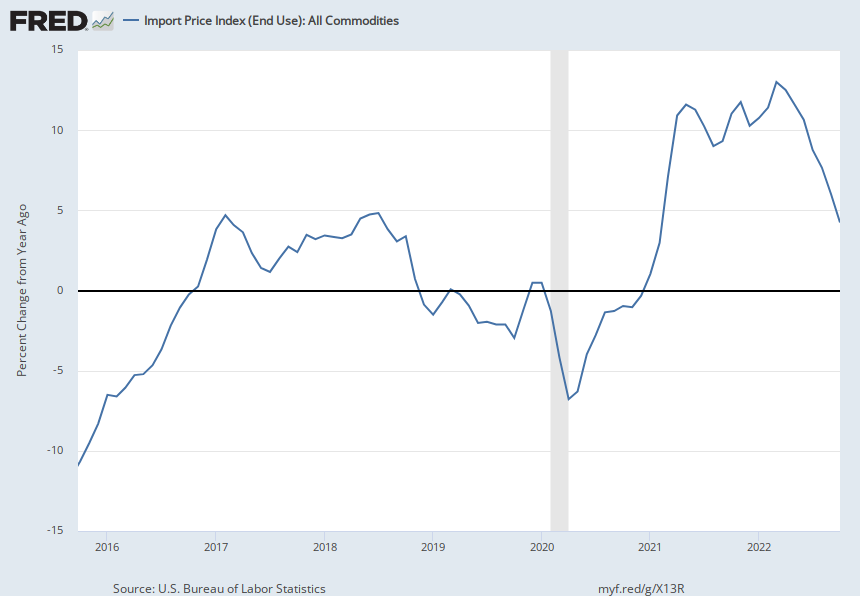 FRED
Import Price Index (End Use): All Commodities
Percent Change from Year Ago
15
10
5
0
-5
-10
-15
2016 2017 2018 2019 2020 2021 2022
Source: U.S. Bureau of Labor Statistics myf.red/g/X13R